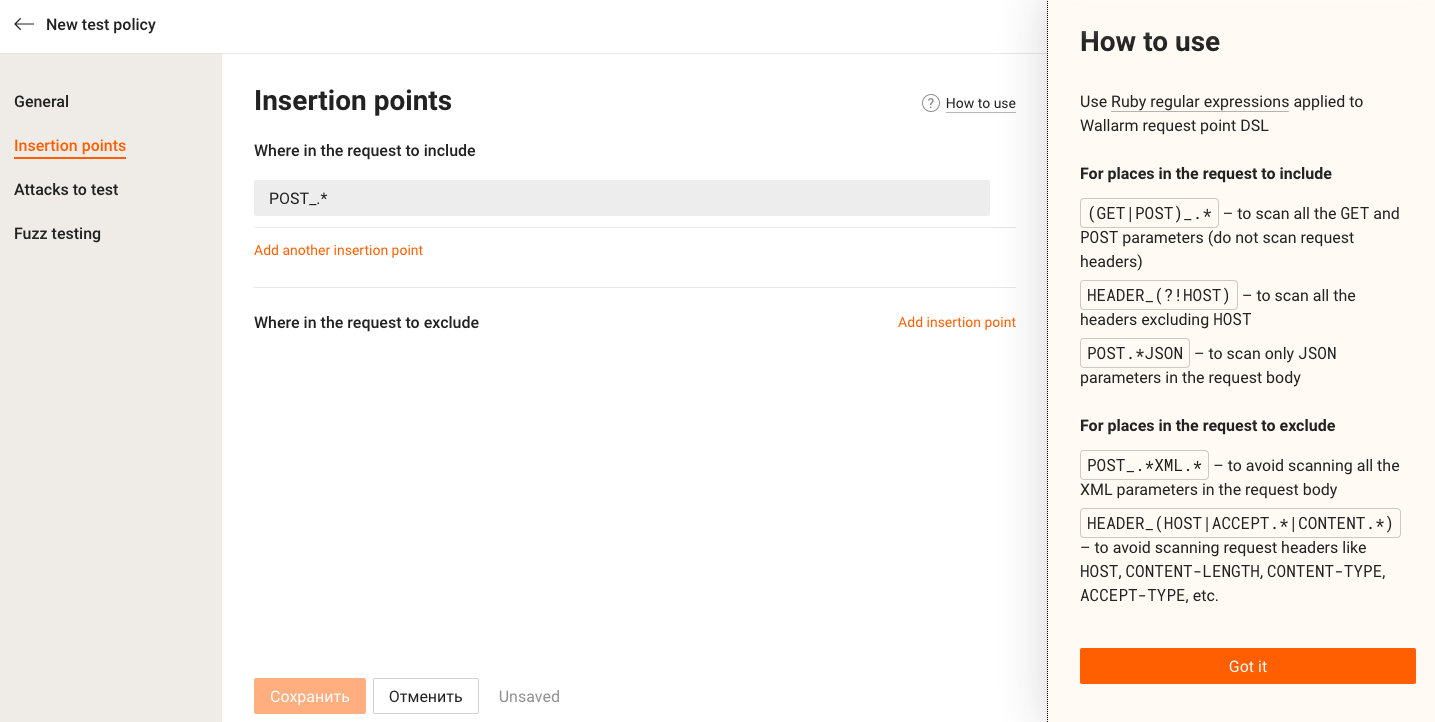 New test policy
General
Insertion points
Attacks to test
Fuzz testing
Insertion points
How to use
Where in the request to include
POST_.*
Add another insertion point
Where in the request to exclude
Add insertion point
Сохранить
Отменить
Unsaved
How to use
Use Ruby regular expressions applied to
Wallarm request point DSL
For places in the request to include
(GET|POST)_.* – to scan all the GET and
POST parameters (do not scan request
headers)
HEADER_(?!HOST) – to scan all the
headers excluding HOST
POST.*JSON – to scan only JSON
parameters in the request body
For places in the request to exclude
POST_.*XML.* – to avoid scanning all the
XML parameters in the request body
HEADER_(HOST|ACCEPT.*|CONTENT.*)
– to avoid scanning request headers like
HOST, CONTENT-LENGTH, CONTENT-TYPE,
ACCEPT-TYPE, etc.
Got it